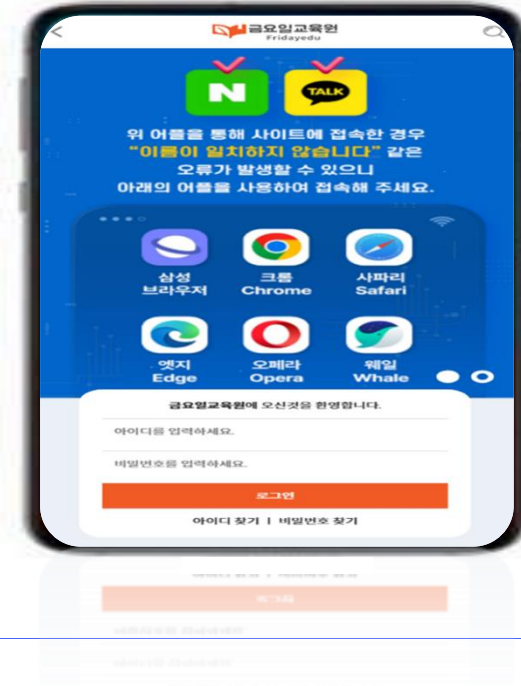 금요일교육원
Fridayedu
N
TALK
위 어플을 통해 사이트에 접속한 경우
“이름이 일치하지 않습니다” 같은
오류가 발생할 수 있으니
아래의 어플을 사용하여 접속해 주세요.
삼성 브라우저
크롬 Chrome
사파리 Safari
엣지 Edge
오페라 Opera
웨일 Whale
금요일교육원에 오신것을 환영합니다.
아이디를 입력하세요.
비밀번호를 입력하세요.
로그인
아이디 찾기 | 비밀번호 찾기